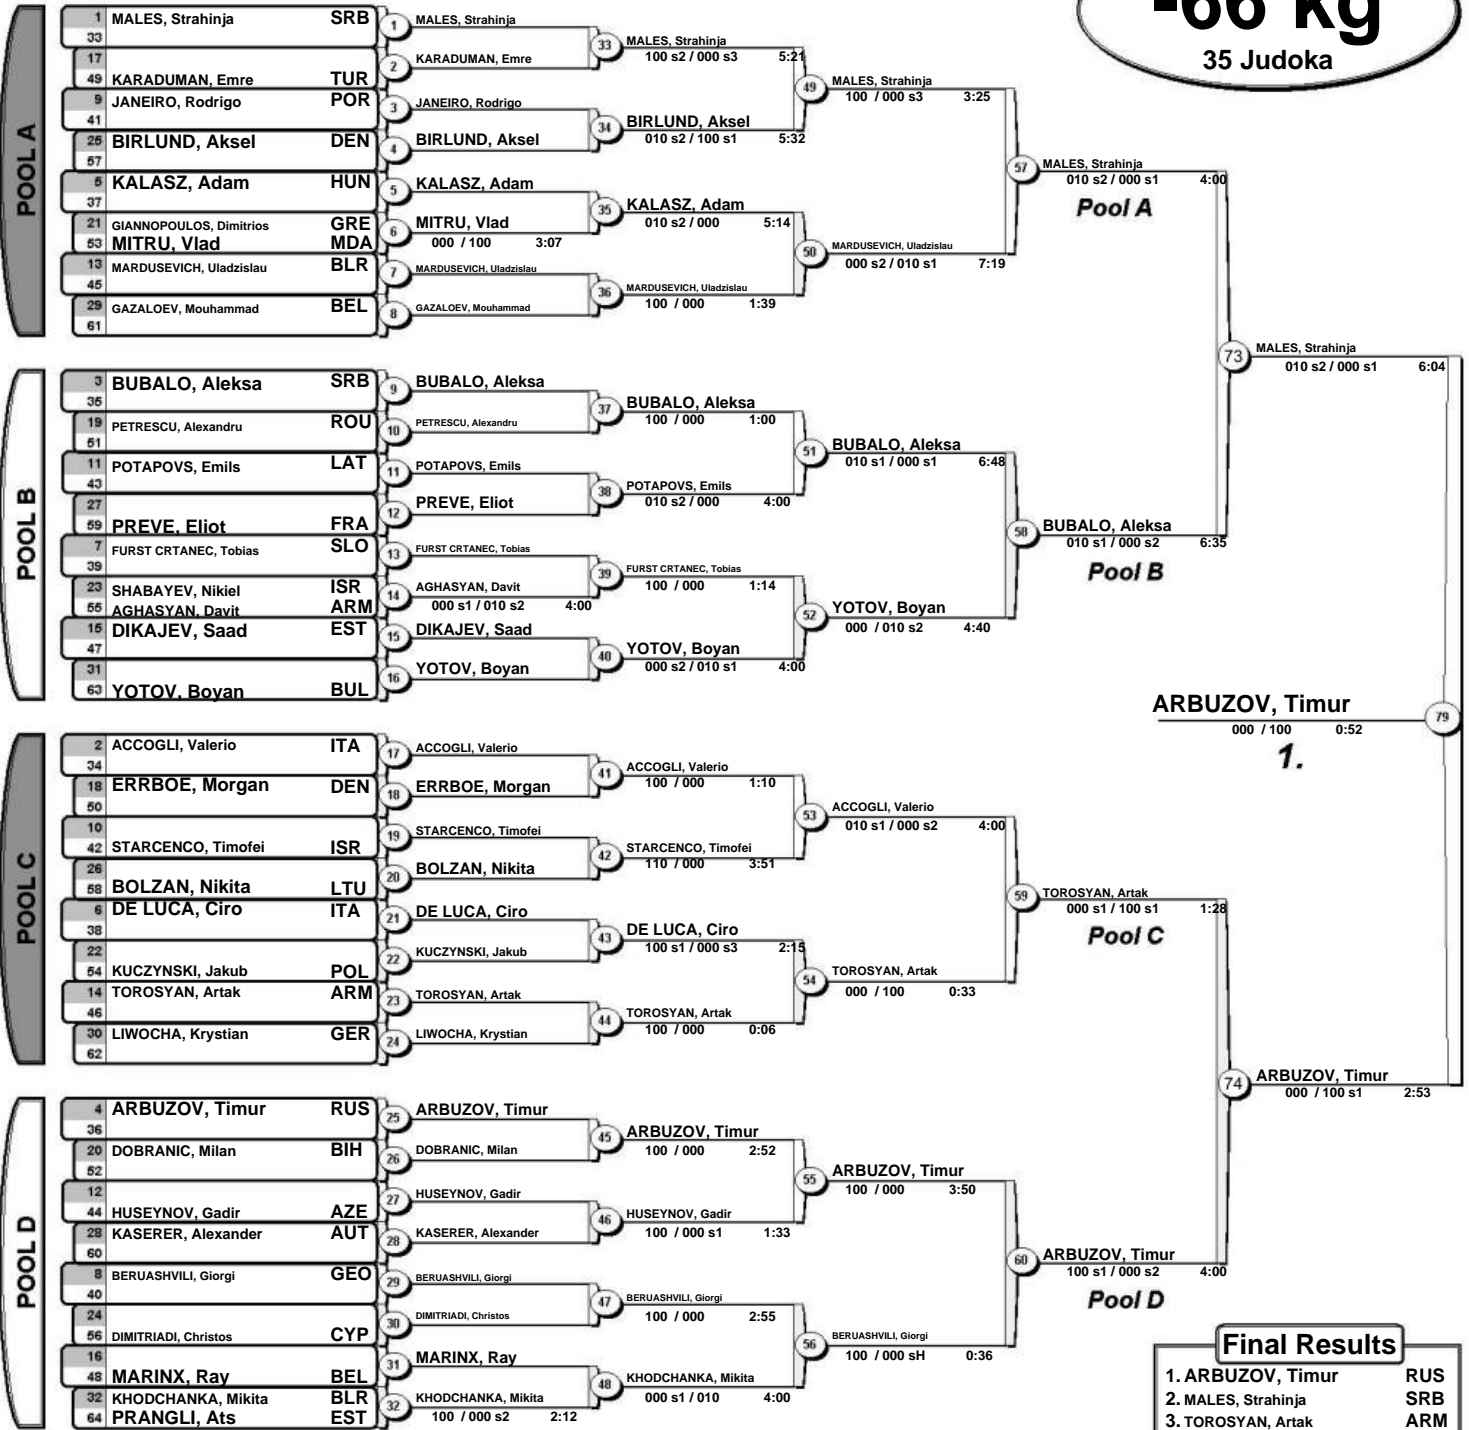 -66 kg
35 Judoka
POOL A
1 MALES, Strahinja SRB
33
17
49 KARADUMAN, Emre TUR
9 JANEIRO, Rodrigo POR
41
25 BIRLUND, Aksel DEN
57
5 KALASZ, Adam HUN
37
21 GIANNOPOULOS, Dimitrios GRE
53 MITRU, Vlad MDA
13 MARDUSEVICH, Uladzislau BLR
45
29 GAZALOEV, Mouhammad BEL
61
1 MALES, Strahinja
2 KARADUMAN, Emre
3 JANEIRO, Rodrigo
4 BIRLUND, Aksel
5 KALASZ, Adam
6 MITRU, Vlad
000 / 100 3:07
7 MARDUSEVICH, Uladzislau
8 GAZALOEV, Mouhammad
33 MALES, Strahinja
100 s2 / 000 s3 5:21
34 BIRLUND, Aksel
010 s2 / 100 s1 5:32
35 KALASZ, Adam
010 s2 / 000 5:14
36 MARDUSEVICH, Uladzislau
100 / 000 1:39
49 MALES, Strahinja
100 / 000 s3 3:25
50 MARDUSEVICH, Uladzislau
000 s2 / 010 s1 7:19
57 MALES, Strahinja
010 s2 / 000 s1 4:00
Pool A
POOL B
3 BUBALO, Aleksa SRB
35
19 PETRESCU, Alexandru ROU
51
11 POTAPOVS, Emils LAT
43
27
59 PREVE, Eliot FRA
7 FURST CRTANEC, Tobias SLO
39
23 SHABAYEV, Nikiel ISR
55 AGHASYAN, Davit ARM
15 DIKAJEV, Saad EST
47
31
63 YOTOV, Boyan BUL
9 BUBALO, Aleksa
10 PETRESCU, Alexandru
11 POTAPOVS, Emils
12 PREVE, Eliot
13 FURST CRTANEC, Tobias
14 AGHASYAN, Davit
000 s1 / 010 s2 4:00
15 DIKAJEV, Saad
16 YOTOV, Boyan
37 BUBALO, Aleksa
100 / 000 1:00
38 POTAPOVS, Emils
010 s2 / 000 4:00
39 FURST CRTANEC, Tobias
100 / 000 1:14
40 YOTOV, Boyan
000 s2 / 010 s1 4:00
51 BUBALO, Aleksa
010 s1 / 000 s1 6:48
52 YOTOV, Boyan
000 / 010 s2 4:40
58 BUBALO, Aleksa
010 s1 / 000 s2 6:35
Pool B
73 MALES, Strahinja
010 s2 / 000 s1 6:04
ARBUZOV, Timur 79
000 / 100 0:52
1.
POOL C
2 ACCOGLI, Valerio ITA
34
18 ERRBOE, Morgan DEN
50
10
42 STARCENCO, Timofei ISR
26
58 BOLZAN, Nikita LTU
6 DE LUCA, Ciro ITA
38
22
54 KUCZYNSKI, Jakub POL
14 TOROSYAN, Artak ARM
46
30 LIWOCHA, Krystian GER
62
17 ACCOGLI, Valerio
18 ERRBOE, Morgan
19 STARCENCO, Timofei
20 BOLZAN, Nikita
21 DE LUCA, Ciro
22 KUCZYNSKI, Jakub
23 TOROSYAN, Artak
24 LIWOCHA, Krystian
41 ACCOGLI, Valerio
100 / 000 1:10
42 STARCENCO, Timofei
110 / 000 3:51
43 DE LUCA, Ciro
100 s1 / 000 s3 2:15
44 TOROSYAN, Artak
100 / 000 0:06
53 ACCOGLI, Valerio
010 s1 / 000 s2 4:00
54 TOROSYAN, Artak
000 / 100 0:33
59 TOROSYAN, Artak
000 s1 / 100 s1 1:28
Pool C
POOL D
4 ARBUZOV, Timur RUS
36
20 DOBRANIC, Milan BIH
52
12
44 HUSEYNOV, Gadir AZE
28 KASERER, Alexander AUT
60
8 BERUASHVILI, Giorgi GEO
40
24
56 DIMITRIADI, Christos CYP
16
48 MARINX, Ray BEL
32 KHODCHANKA, Mikita BLR
64 PRANGLI, Ats EST
25 ARBUZOV, Timur
26 DOBRANIC, Milan
27 HUSEYNOV, Gadir
28 KASERER, Alexander
29 BERUASHVILI, Giorgi
30 DIMITRIADI, Christos
31 MARINX, Ray
32 KHODCHANKA, Mikita
100 / 000 s2 2:12
45 ARBUZOV, Timur
100 / 000 2:52
46 HUSEYNOV, Gadir
100 / 000 s1 1:33
47 BERUASHVILI, Giorgi
100 / 000 2:55
48 KHODCHANKA, Mikita
000 s1 / 010 4:00
55 ARBUZOV, Timur
100 / 000 3:50
56 BERUASHVILI, Giorgi
100 / 000 sH 0:36
60 ARBUZOV, Timur
100 s1 / 000 s2 4:00
Pool D
74 ARBUZOV, Timur
000 / 100 s1 2:53
Final Results
1. ARBUZOV, Timur RUS
2. MALES, Strahinja SRB
3. TOROSYAN, Artak ARM